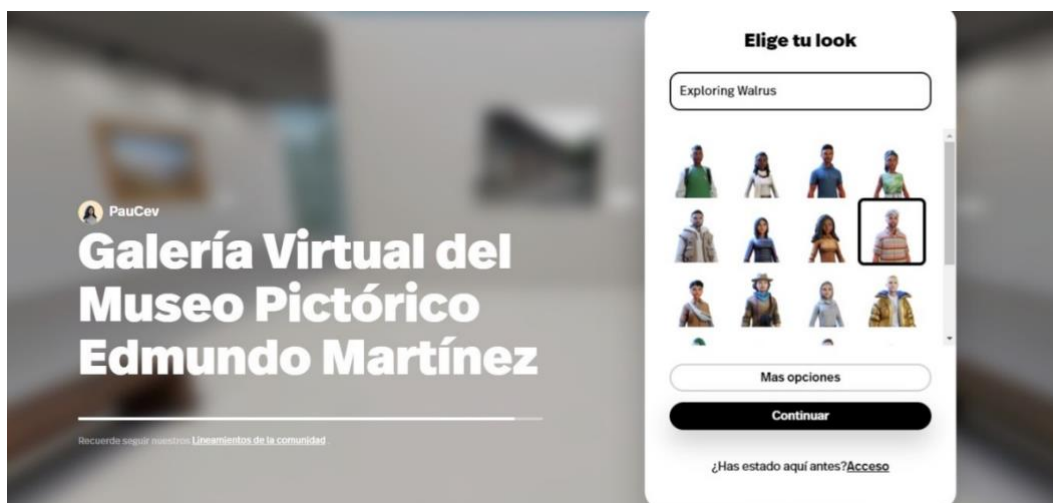 PauCev
Galería Virtual del
Museo Pictórico
Edmundo Martínez
Recuerde seguir nuestros Lineamientos de la comunidad .
Elige tu look
Exploring Walrus
Mas opciones
Continuar
¿Has estado aquí antes?Acceso